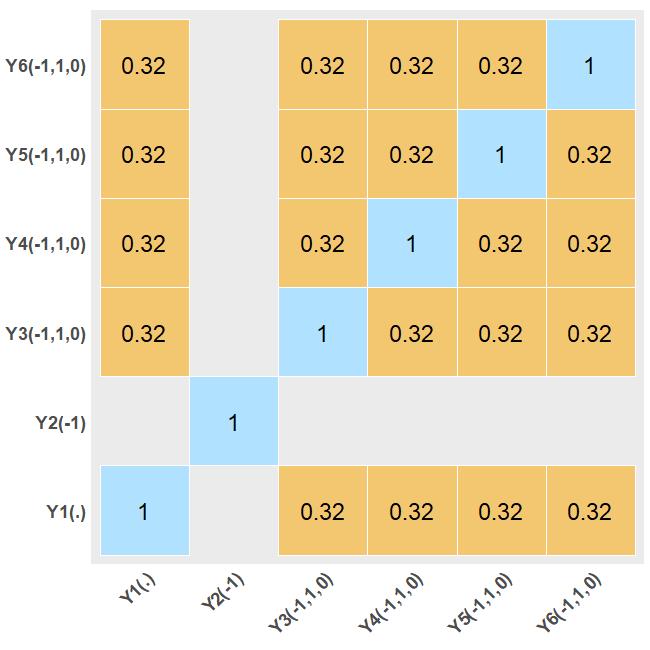 Y6(-1,1,0) 0.32 0.32 0.32 0.32 1
Y5(-1,1,0) 0.32 0.32 0.32 1 0.32
Y4(-1,1,0) 0.32 0.32 1 0.32 0.32
Y3(-1,1,0) 0.32 1 0.32 0.32 0.32
Y2(-1) 1
Y1(.) 1 0.32 0.32 0.32 0.32
Y1(.) Y2(-1) Y3(-1,1,0) Y4(-1,1,0) Y5(-1,1,0) Y6(-1,1,0)